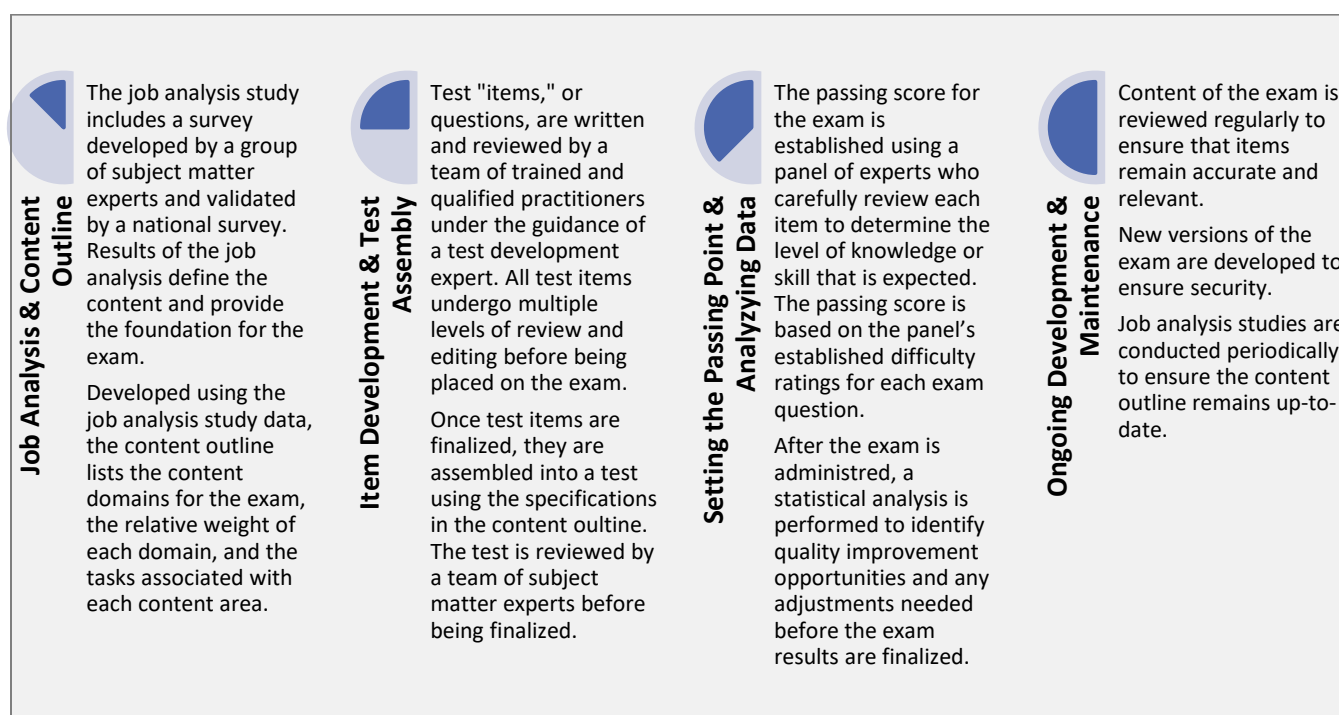 Job Analysis & Content
Outline
The job analysis study
includes a survey
developed by a group
of subject matter
experts and validated
by a national survey.
Results of the job
analysis define the
content and provide
the foundation for the
exam.
Developed using the
job analysis study data,
the content outline
lists the content
domains for the exam,
the relative weight of
each domain, and the
tasks associated with
each content area.
Item Development & Test
Assembly
Test "items," or
questions, are written
and reviewed by a
team of trained and
qualified practitioners
under the guidance of
a test development
expert. All test items
undergo multiple
levels of review and
editing before being
placed on the exam.
Once test items are
finalized, they are
assembled into a test
using the specifications
in the content oultine.
The test is reviewed by
a team of subject
matter experts before
being finalized.
Setting the Passing Point &
Analyzying Data
The passing score for
the exam is
established using a
panel of experts who
carefully review each
item to determine the
level of knowledge or
skill that is expected.
The passing score is
based on the panel’s
established difficulty
ratings for each exam
question.
After the exam is
administred, a
statistical analysis is
performed to identify
quality improvement
opportunities and any
adjustments needed
before the exam
results are finalized.
Ongoing Development &
Maintenance
Content of the exam is
reviewed regularly to
ensure that items
remain accurate and
relevant.
New versions of the
exam are developed to
ensure security.
Job analysis studies are
conducted periodically
to ensure the content
outline remains up-to-
date.